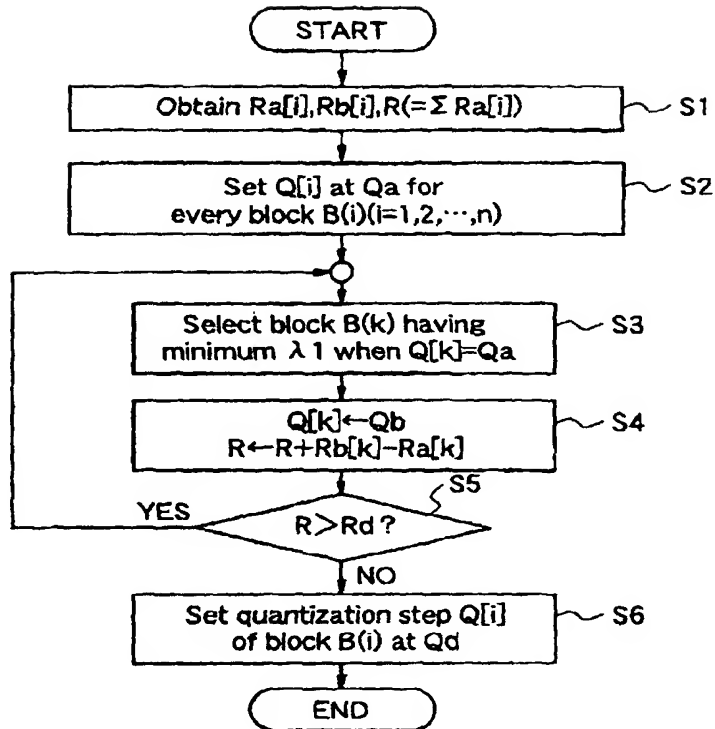 START
Obtain Ra[i],Rb[i],R(=Σ Ra[i])
S1
Set Q[i] at Qa for
every block B(i)(i=1,2,⋯,n)
S2
Select block B(k) having
minimum λ1 when Q[k]=Qa
S3
Q[k]←Qb
R←R+Rb[k]−Ra[k]
S4
S5
YES
R>Rd?
NO
Set quantization step Q[i]
of block B(i) at Qd
S6
END